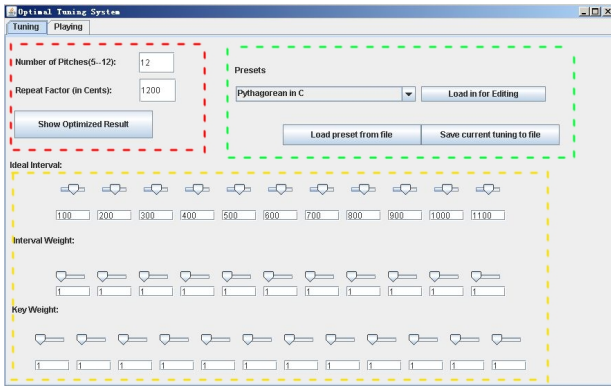 Optimal Tuning System
Tuning Playing
Number of Pitches(5--12): 12
Repeat Factor (in Cents): 1200
Show Optimized Result
Presets
Pythagorean in C Load in for Editing
Load preset from file Save current tuning to file
Ideal Interval:
100 200 300 400 500 600 700 800 900 1000 1100
Interval Weight:
1 1 1 1 1 1 1 1 1 1 1
Key Weight:
1 1 1 1 1 1 1 1 1 1 1 1